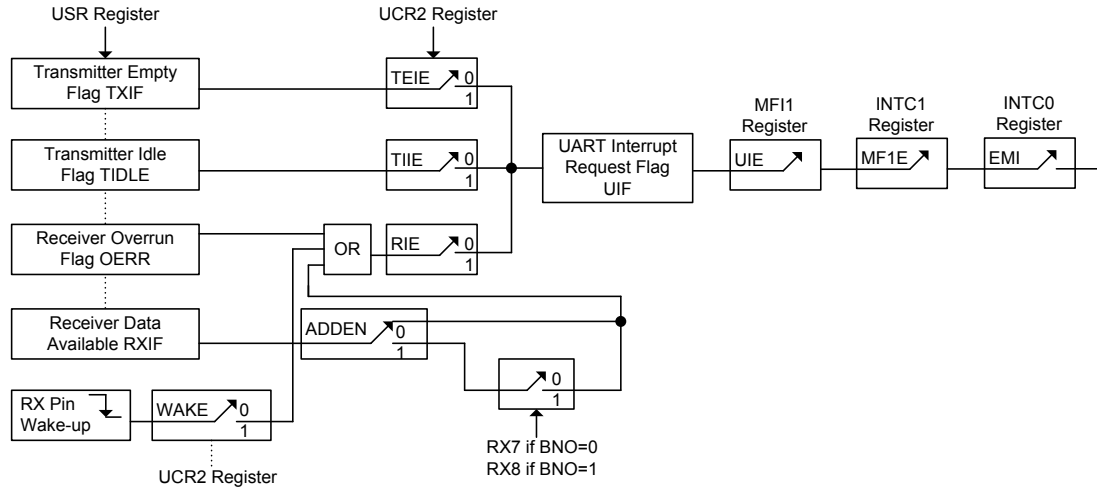 USR Register
UCR2 Register
Transmitter Empty
Flag TXIF
TEIE
0
1
MFI1
Register
INTC1
Register
INTC0
Register
Transmitter Idle
Flag TIDLE
TIIE
0
1
UART Interrupt
Request Flag
UIF
UIE
MF1E
EMI
Receiver Overrun
Flag OERR
OR
RIE
0
1
Receiver Data
Available RXIF
ADDEN
0
1
0
1
RX Pin
Wake-up
WAKE
0
1
RX7 if BNO=0
RX8 if BNO=1
UCR2 Register